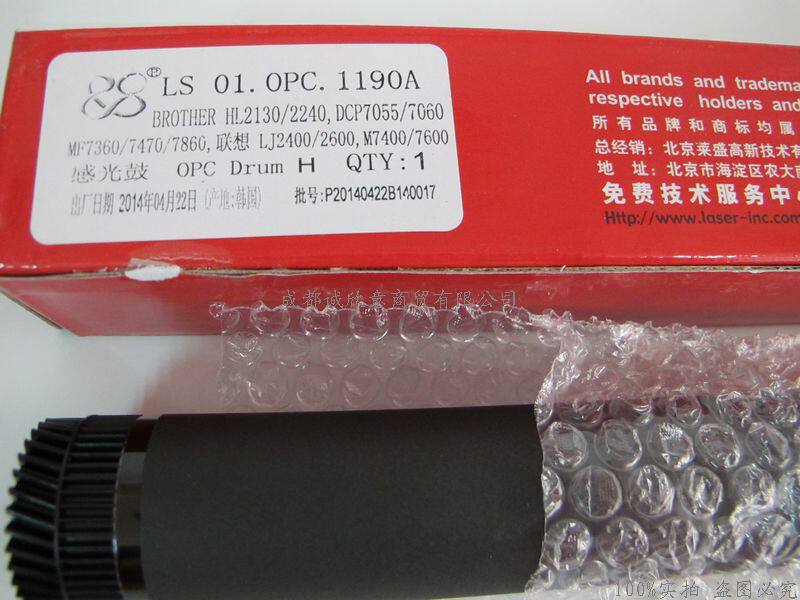 ® LS 01.OPC.1190A
BROTHER HL2130/2240,DCP7055/7060
MF7360/7470/7860,联想 LJ2400/2600,M7400/7600
感光鼓 OPC Drum H QTY:1
出厂日期 2014年04月22日 (产地:韩国) 批号:P20140422B140017
All brands and tradema
respective holders and
所有品牌和商标均属
总经销: 北京莱盛高新技术有
地 址: 北京市海淀区农大南
免费技术服务中心
Http://www.laser-inc.com
成都诚欣意商贸有限公司
100%实拍 盗图必究